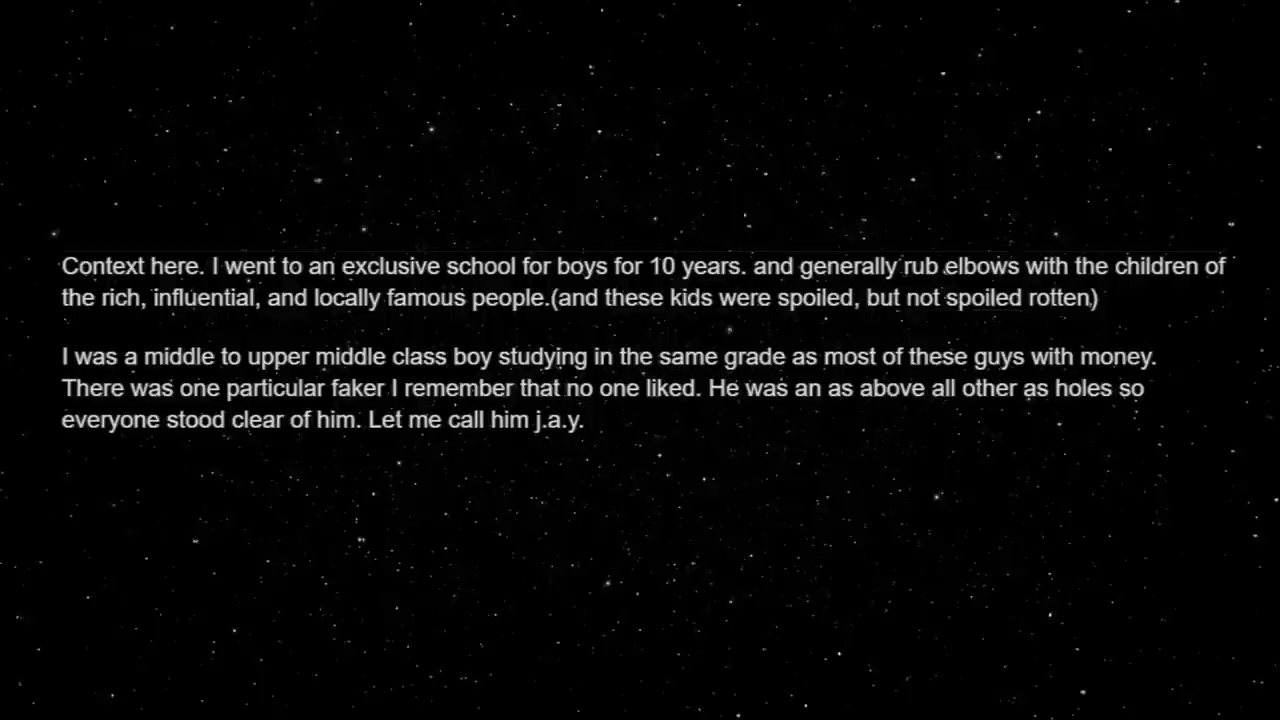 Context here. I went to an exclusive school for boys for 10 years. and generally rub elbows with the children of
the rich, influential, and locally famous people.(and these kids were spoiled, but not spoiled rotten)
I was a middle to upper middle class boy studying in the same grade as most of these guys with money.
There was one particular faker I remember that no one liked. He was an as above all other as holes so
everyone stood clear of him. Let me call him j.a.y.